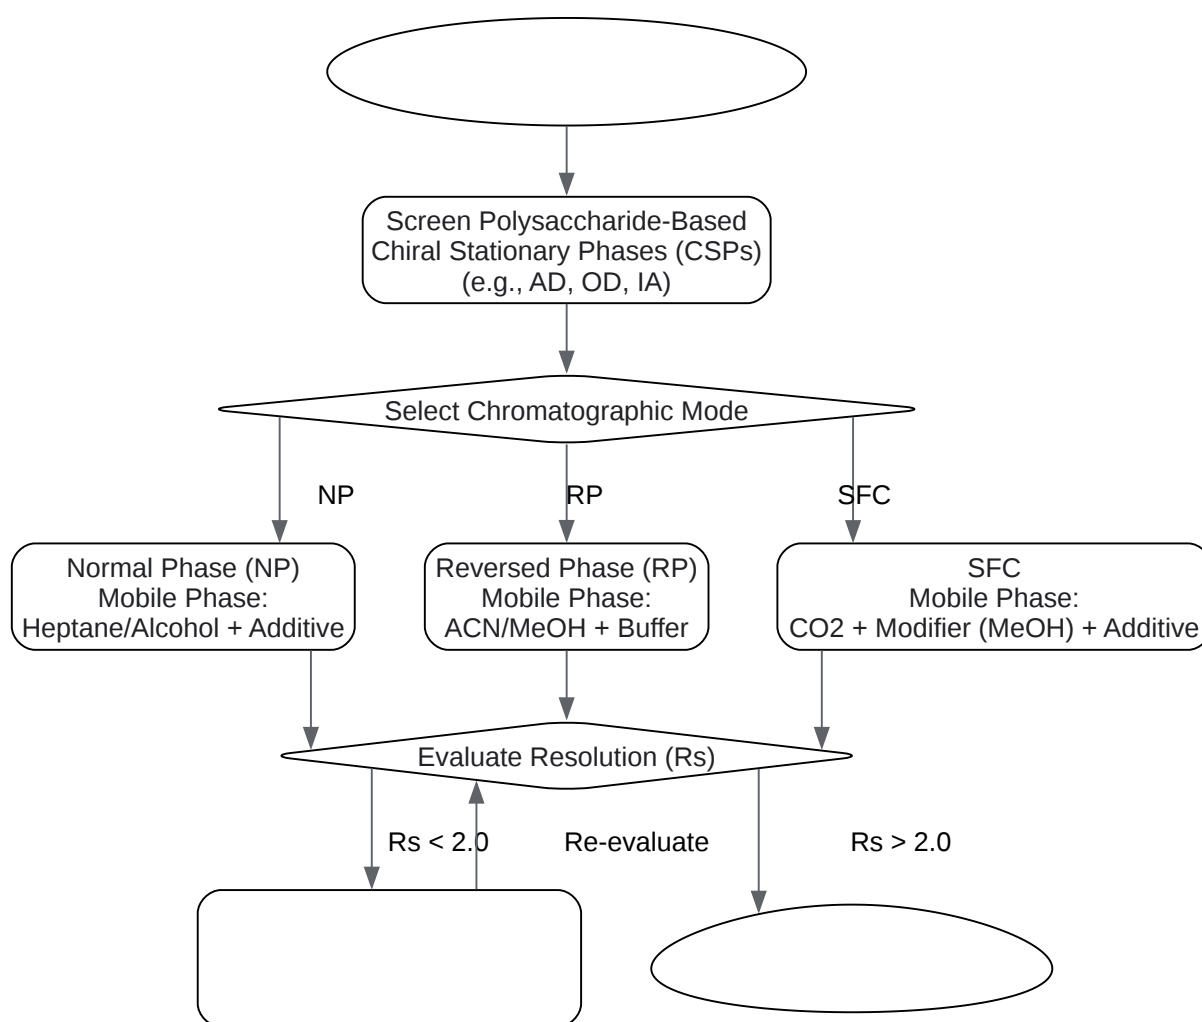 Screen Polysaccharide-Based
Chiral Stationary Phases (CSPs)
(e.g., AD, OD, IA)
Select Chromatographic Mode
NP
RP
SFC
Normal Phase (NP)
Mobile Phase:
Heptane/Alcohol + Additive
Reversed Phase (RP)
Mobile Phase:
ACN/MeOH + Buffer
SFC
Mobile Phase:
CO2 + Modifier (MeOH) + Additive
Evaluate Resolution (Rs)
Rs < 2.0
Re-evaluate
Rs > 2.0